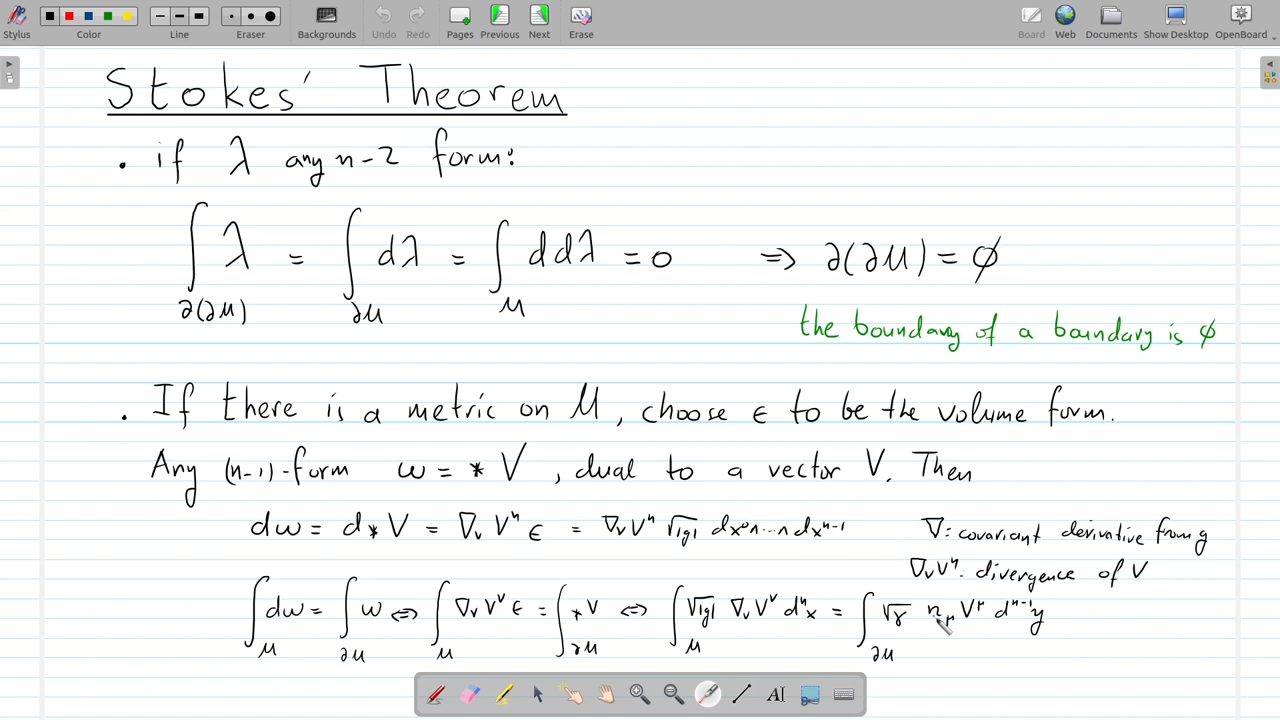 Stylus Color Line Eraser Backgrounds Undo Redo Pages Previous Next Erase Board Web Documents Show Desktop OpenBoard
Stokes' Theorem
. if λ any n-2 form:
∫_{∂(∂M)} λ = ∫_{∂M} dλ = ∫_M ddλ = 0 ⇒ ∂(∂M) = ∅
the boundary of a boundary is ∅
. If there is a metric on M, choose ϵ to be the volume form.
Any (n-1)-form ω = *V, dual to a vector V. Then
dω = d*V = ∇_ν V^μ ϵ = ∇_ν V^μ √|g| dx^0∧...∧dx^{n-1}
∇: covariant derivative from g
∇_ν V^μ: divergence of V
∫_M dω = ∫_{∂M} ω ⇔ ∫_M ∇_ν V^ν ϵ = ∫_{∂M} *V ⇔ ∫_M √|g| ∇_ν V^ν d^n x = ∫_{∂M} √γ n_μ V^μ d^{n-1}y
AI